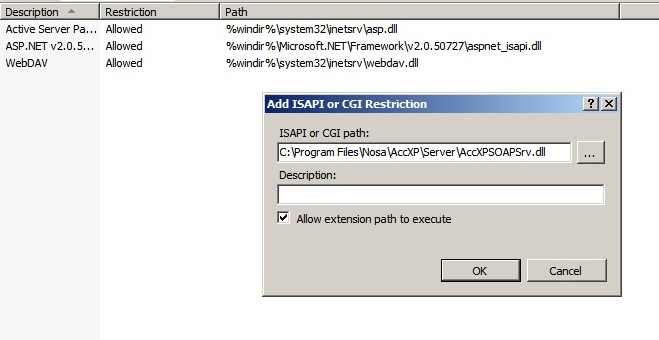 Description Restriction Path
Active Server Pa... Allowed %windir%\system32\inetsrv\asp.dll
ASP.NET v2.0.5... Allowed %windir%\Microsoft.NET\Framework\v2.0.50727\aspnet_isapi.dll
WebDAV Allowed %windir%\system32\inetsrv\webdav.dll
Add ISAPI or CGI Restriction
ISAPI or CGI path:
C:\Program Files\Nosa\AccXP\Server\AccXPSOAPSrv.dll ...
Description:
Allow extension path to execute
OK Cancel